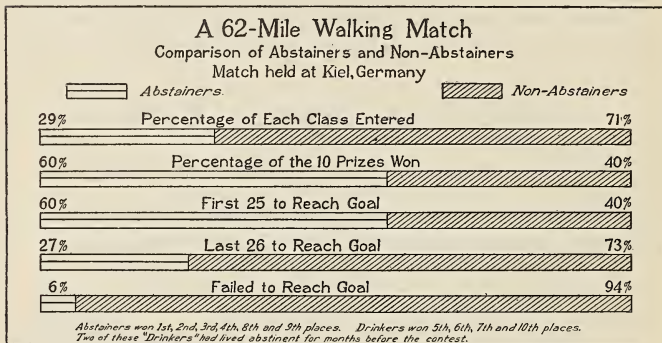 A 62-Mile Walking Match
Comparison of Abstainers and Non-Abstainers
Match held at Kiel, Germany
Abstainers. Non-Abstainers
29% Percentage of Each Class Entered 71%
60% Percentage of the 10 Prizes Won 40%
60% First 25 to Reach Goal 40%
27% Last 26 to Reach Goal 73%
6% Failed to Reach Goal 94%
Abstainers won 1st, 2nd, 3rd, 4th, 8th and 9th places. Drinkers won 5th, 6th, 7th and 10th places.
Two of these "Drinkers" had lived abstinent for months before the contest.